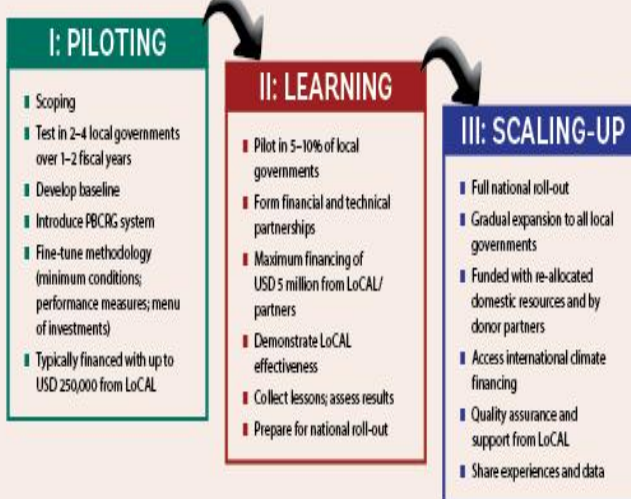 I: PILOTING
Scoping
Test in 2–4 local governments
over 1–2 fiscal years
Develop baseline
Introduce PBCRG system
Fine-tune methodology
(minimum conditions;
performance measures; menu
of investments)
Typically financed with up to
USD 250,000 from LoCAL
II: LEARNING
Pilot in 5–10% of local
governments
Form financial and technical
partnerships
Maximum financing of
USD 5 million from LoCAL/
partners
Demonstrate LoCAL
effectiveness
Collect lessons; assess results
Prepare for national roll-out
III: SCALING-UP
Full national roll-out
Gradual expansion to all local
governments
Funded with re-allocated
domestic resources and by
donor partners
Access international climate
financing
Quality assurance and
support from LoCAL
Share experiences and data